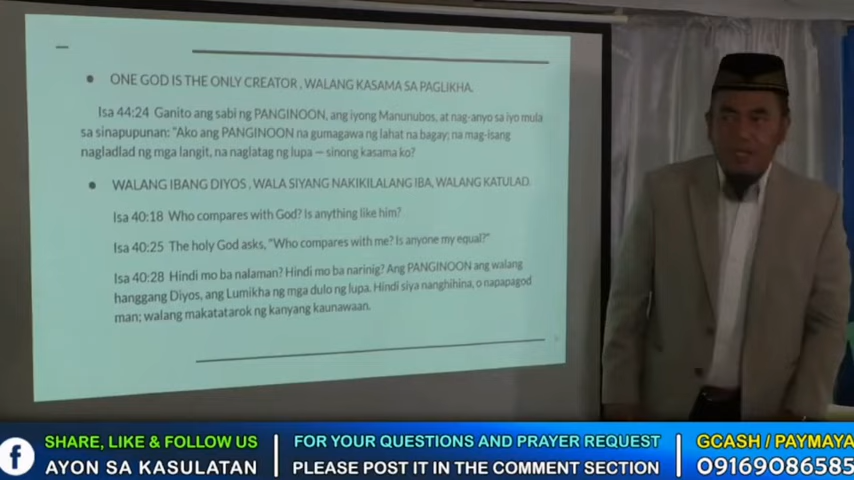 ONE GOD IS THE ONLY CREATOR , WALANG KASAMA SA PAGLIKHA.
Isa 44:24 Ganito ang sabi ng PANGINOON, ang iyong Manunubos, at nag-anyo sa iyo mula
sa sinapupunan: "Ako ang PANGINOON na gumagawa ng lahat na bagay; na mag-isang
nagladlad ng mga langit, na naglatag ng lupa — sinong kasama ko?
WALANG IBANG DIYOS, WALA SIYANG NAKIKILALANG IBA, WALANG KATULAD.
Isa 40:18 Who compares with God? Is anything like him?
Isa 40:25 The holy God asks, "Who compares with me? Is anyone my equal?"
Isa 40:28 Hindi mo ba nalaman? Hindi mo ba narinig? Ang PANGINOON ang walang
hanggang Diyos, ang Lumikha ng mga dulo ng lupa. Hindi siya nanghihina, o napapagod
man; walang makatatarok ng kanyang kaunawaan.
SHARE, LIKE & FOLLOW US
AYON SA KASULATAN
FOR YOUR QUESTIONS AND PRAYER REQUEST
PLEASE POST IT IN THE COMMENT SECTION
GCASH / PAYMAYA
09169086585